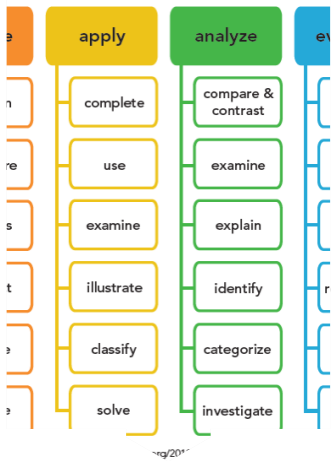 apply
analyze
complete
compare &
contrast
use
examine
examine
explain
illustrate
identify
classify
categorize
solve
investigate